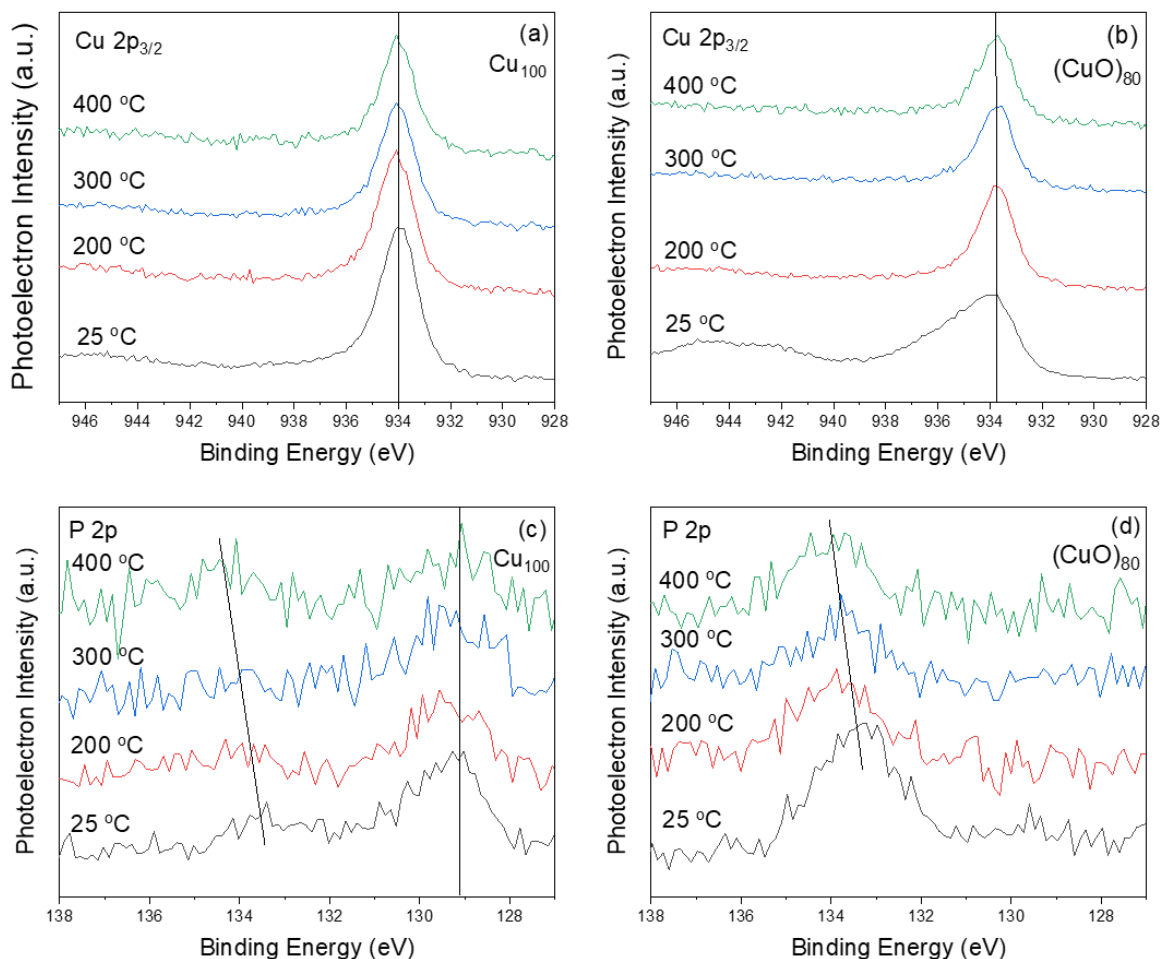 Photoelectron Intensity (a.u.)
Cu 2p3/2
(a)
Cu100
400 oC
300 oC
200 oC
25 oC
946 944 942 940 938 936 934 932 930 928
Binding Energy (eV)
Photoelectron Intensity (a.u.)
Cu 2p3/2
(b)
(CuO)80
400 oC
300 oC
200 oC
25 oC
946 944 942 940 938 936 934 932 930 928
Binding Energy (eV)
Photoelectron Intensity (a.u.)
P 2p
(c)
Cu100
400 oC
300 oC
200 oC
25 oC
138 136 134 132 130 128
Binding Energy (eV)
Photoelectron Intensity (a.u.)
P 2p
(d)
(CuO)80
400 oC
300 oC
200 oC
25 oC
138 136 134 132 130 128
Binding Energy (eV)